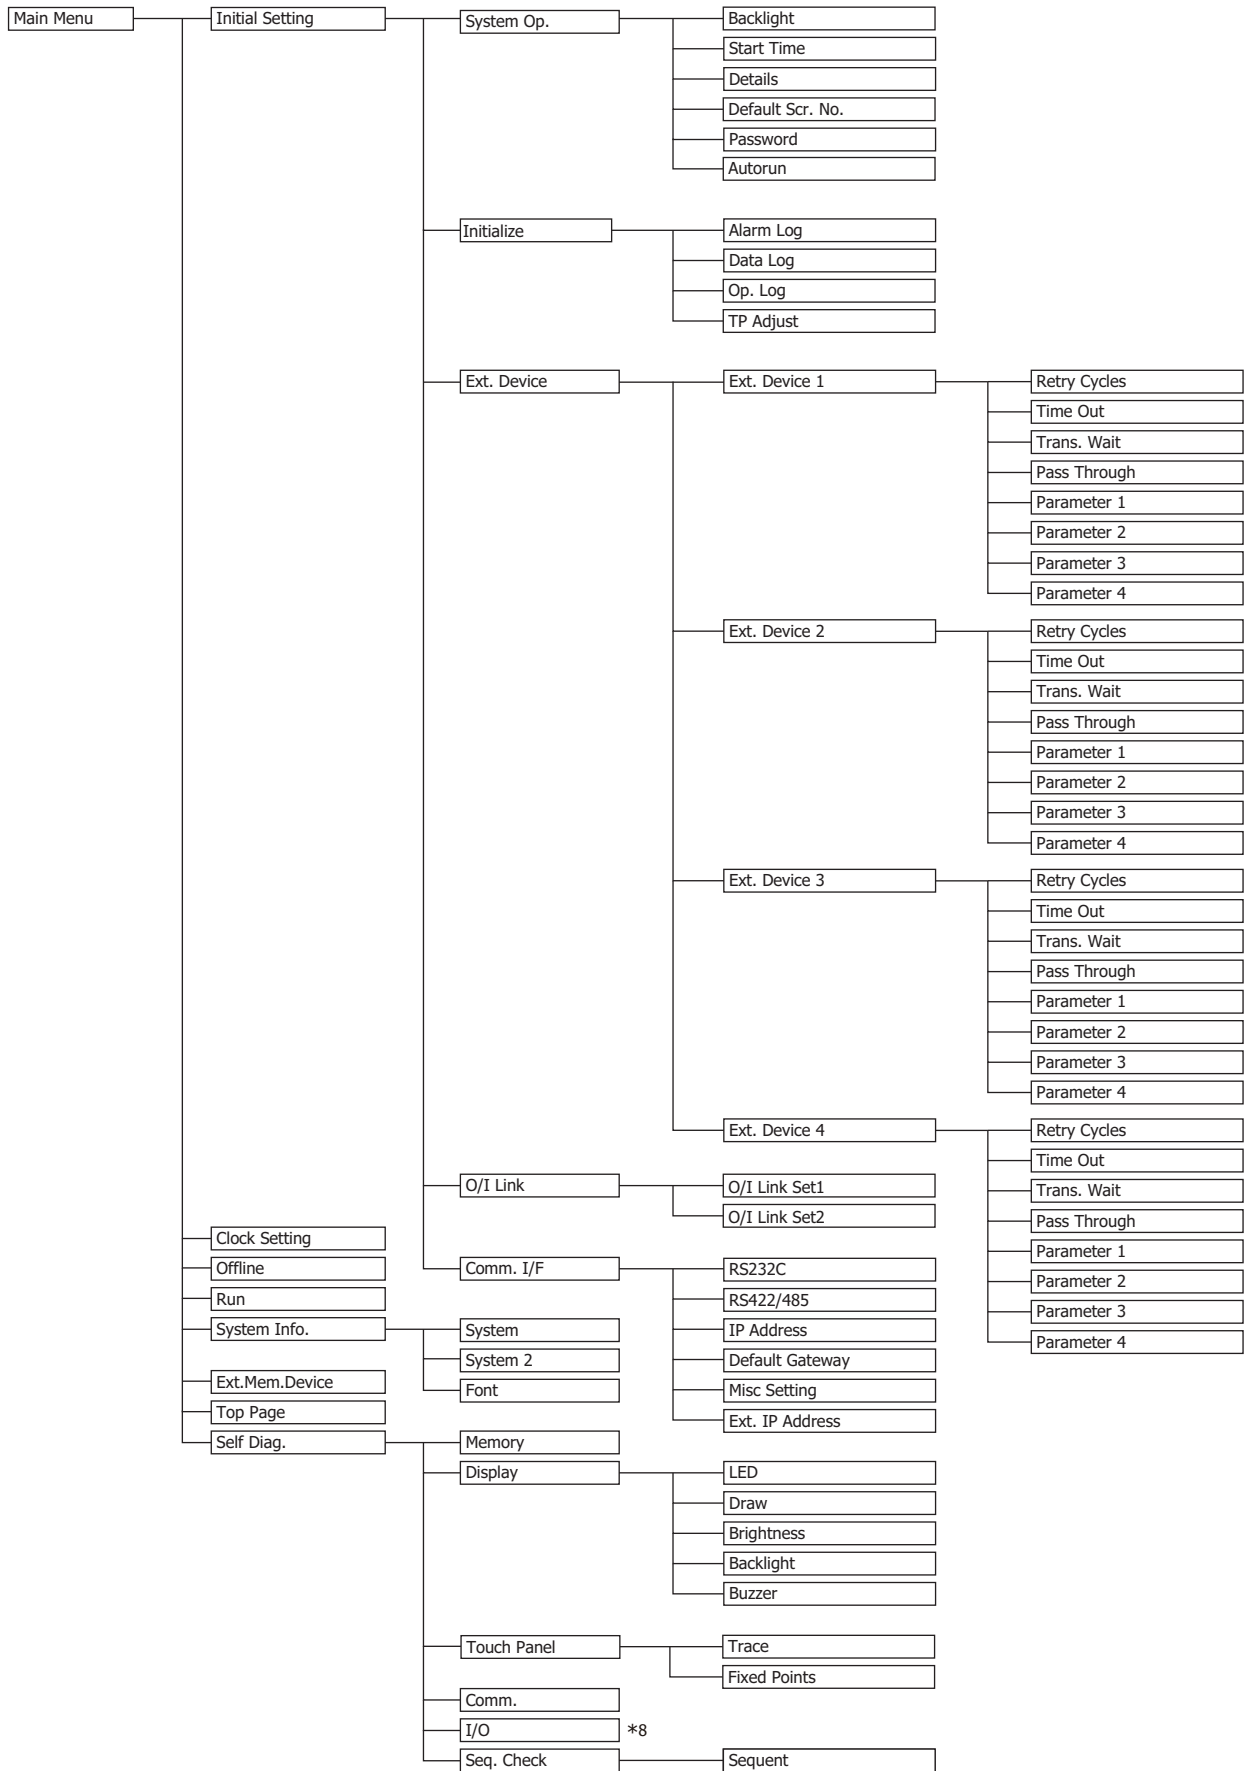 Main Menu
Initial Setting
System Op.
Backlight
Start Time
Details
Default Scr. No.
Password
Autorun
Initialize
Alarm Log
Data Log
Op. Log
TP Adjust
Ext. Device
Ext. Device 1
Retry Cycles
Time Out
Trans. Wait
Pass Through
Parameter 1
Parameter 2
Parameter 3
Parameter 4
Ext. Device 2
Retry Cycles
Time Out
Trans. Wait
Pass Through
Parameter 1
Parameter 2
Parameter 3
Parameter 4
Ext. Device 3
Retry Cycles
Time Out
Trans. Wait
Pass Through
Parameter 1
Parameter 2
Parameter 3
Parameter 4
Ext. Device 4
Retry Cycles
Time Out
Trans. Wait
Pass Through
Parameter 1
Parameter 2
Parameter 3
Parameter 4
O/I Link
O/I Link Set1
O/I Link Set2
Comm. I/F
RS232C
RS422/485
IP Address
Default Gateway
Misc Setting
Ext. IP Address
Clock Setting
Offline
Run
System Info.
System
System 2
Font
Ext.Mem.Device
Top Page
Self Diag.
Memory
Display
LED
Draw
Brightness
Backlight
Buzzer
Touch Panel
Trace
Fixed Points
Comm.
I/O *8
Seq. Check
Sequent